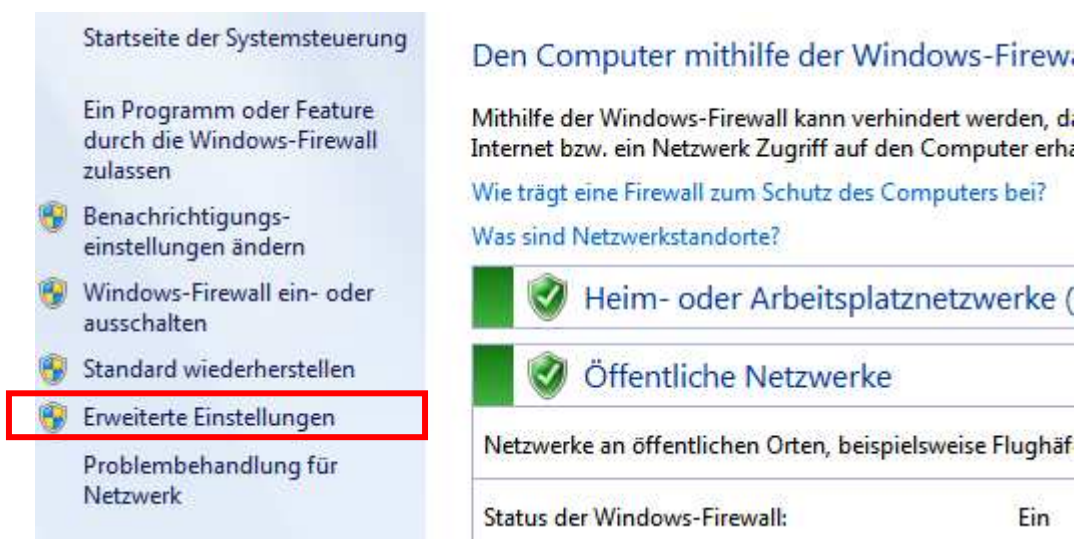 Startseite der Systemsteuerung
Ein Programm oder Feature
durch die Windows-Firewall
zulassen
Benachrichtigungs-
einstellungen ändern
Windows-Firewall ein- oder
ausschalten
Standard wiederherstellen
Erweiterte Einstellungen
Problembehandlung für
Netzwerk
Den Computer mithilfe der Windows-Firewa
Mithilfe der Windows-Firewall kann verhindert werden, da
Internet bzw. ein Netzwerk Zugriff auf den Computer erha
Wie trägt eine Firewall zum Schutz des Computers bei?
Was sind Netzwerkstandorte?
Heim- oder Arbeitsplatznetzwerke (
Öffentliche Netzwerke
Netzwerke an öffentlichen Orten, beispielsweise Flughäf
Status der Windows-Firewall: Ein